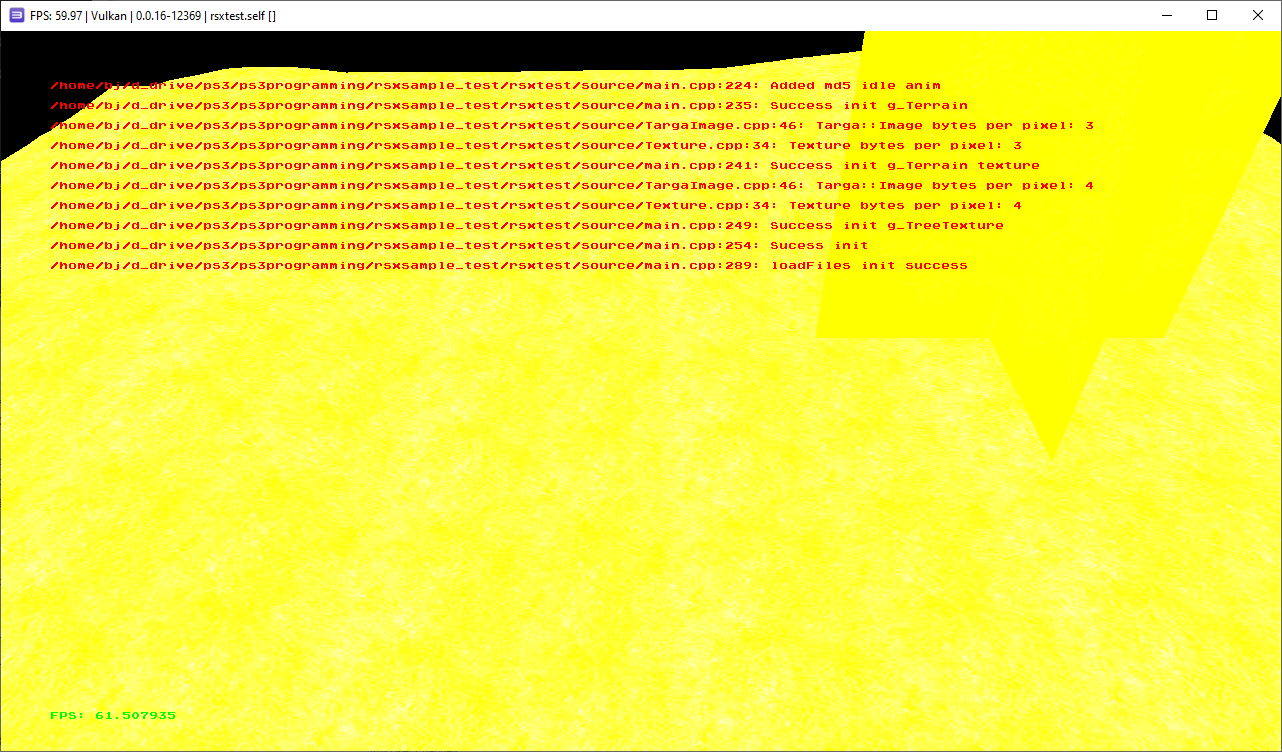 FPS: 59.97 | Vulkan | 0.0.16-12369 | rsxtest.self []
/home/bj/d_drive/ps3/ps3programming/rsxsample_test/rsxtest/source/main.cpp:224: Added md5 idle anim
/home/bj/d_drive/ps3/ps3programming/rsxsample_test/rsxtest/source/main.cpp:235: Success init g_Terrain
/home/bj/d_drive/ps3/ps3programming/rsxsample_test/rsxtest/source/TargaImage.cpp:46: Targa::Image bytes per pixel: 3
/home/bj/d_drive/ps3/ps3programming/rsxsample_test/rsxtest/source/Texture.cpp:34: Texture bytes per pixel: 3
/home/bj/d_drive/ps3/ps3programming/rsxsample_test/rsxtest/source/main.cpp:241: Success init g_Terrain texture
/home/bj/d_drive/ps3/ps3programming/rsxsample_test/rsxtest/source/TargaImage.cpp:46: Targa::Image bytes per pixel: 4
/home/bj/d_drive/ps3/ps3programming/rsxsample_test/rsxtest/source/Texture.cpp:34: Texture bytes per pixel: 4
/home/bj/d_drive/ps3/ps3programming/rsxsample_test/rsxtest/source/main.cpp:249: Success init g_TreeTexture
/home/bj/d_drive/ps3/ps3programming/rsxsample_test/rsxtest/source/main.cpp:254: Sucess init
/home/bj/d_drive/ps3/ps3programming/rsxsample_test/rsxtest/source/main.cpp:289: loadFiles init success
FPS: 61.507935